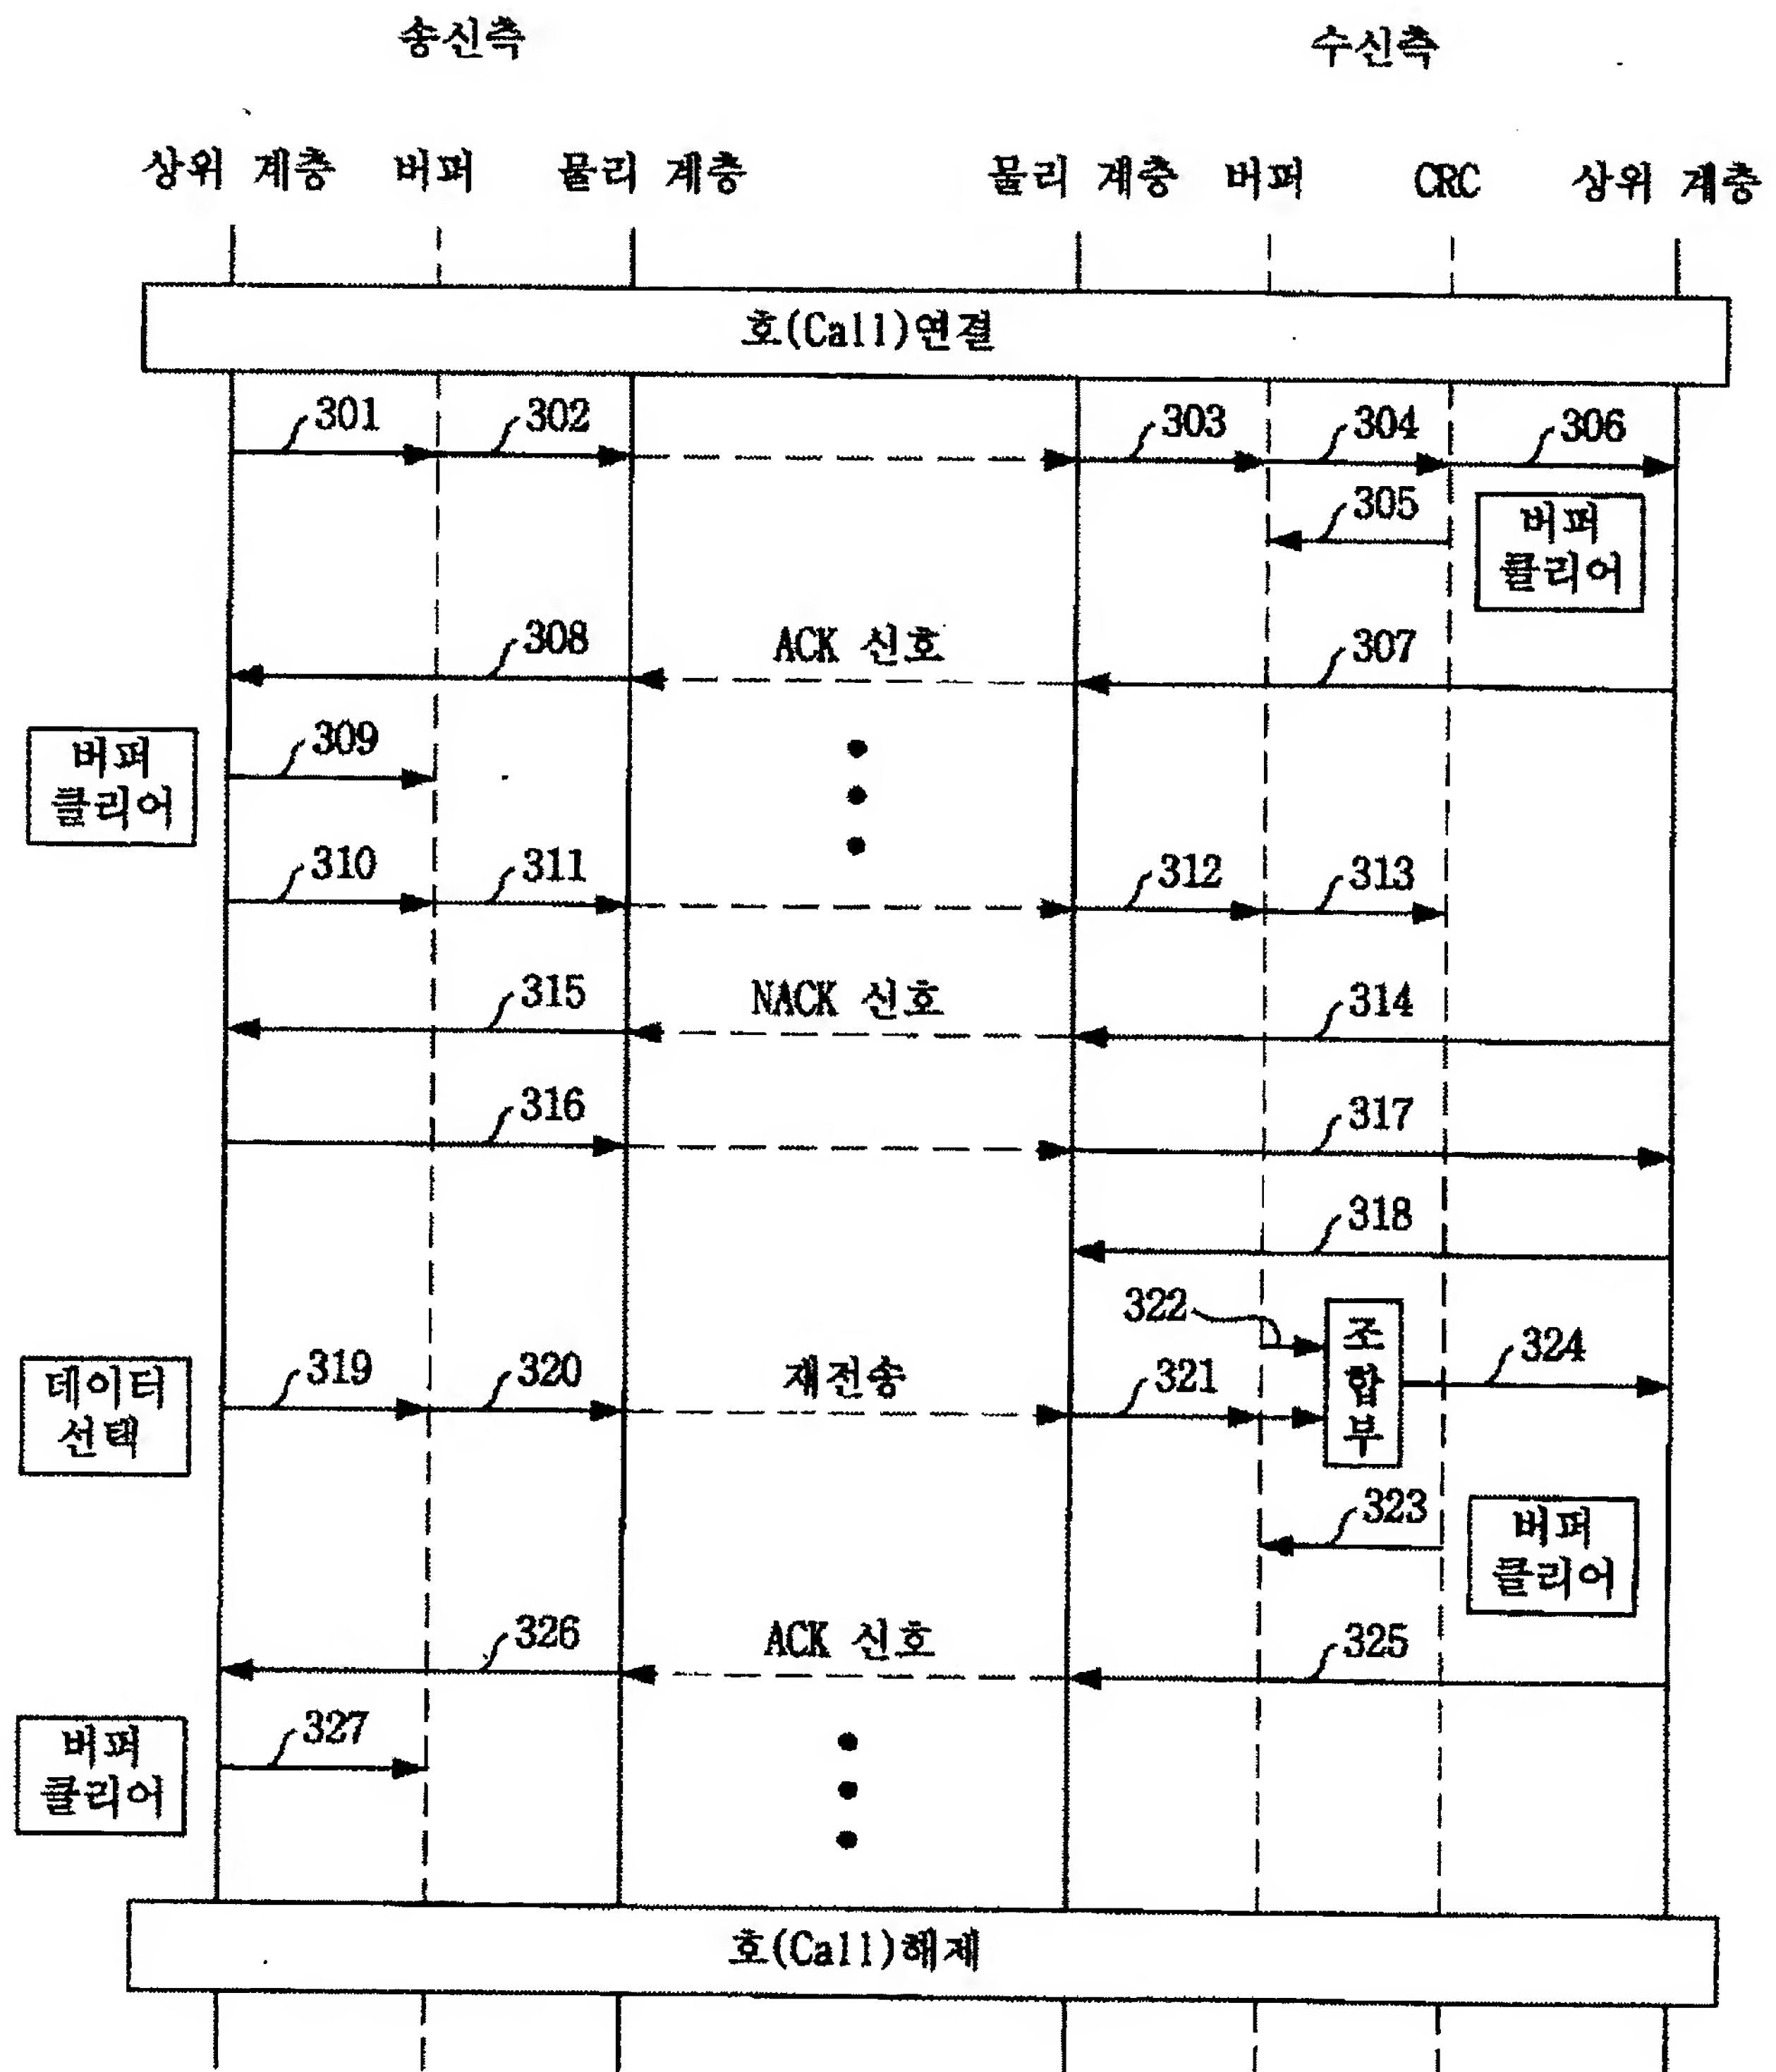 송신측 수신측
상위 계층 버퍼 물리 계층 물리 계층 버퍼 CRC 상위 계층
호(Call)연결
301 302 303 304 306
305 버퍼
클리어
308 ACK 신호 307
버퍼 309
클리어
310 311 312 313
315 NACK 신호 314
316 317
318
322 조
합
부
324
데이터
선택
319 320 재전송 321
323 버퍼
클리어
326 ACK 신호 325
버퍼 327
클리어
호(Call)해제